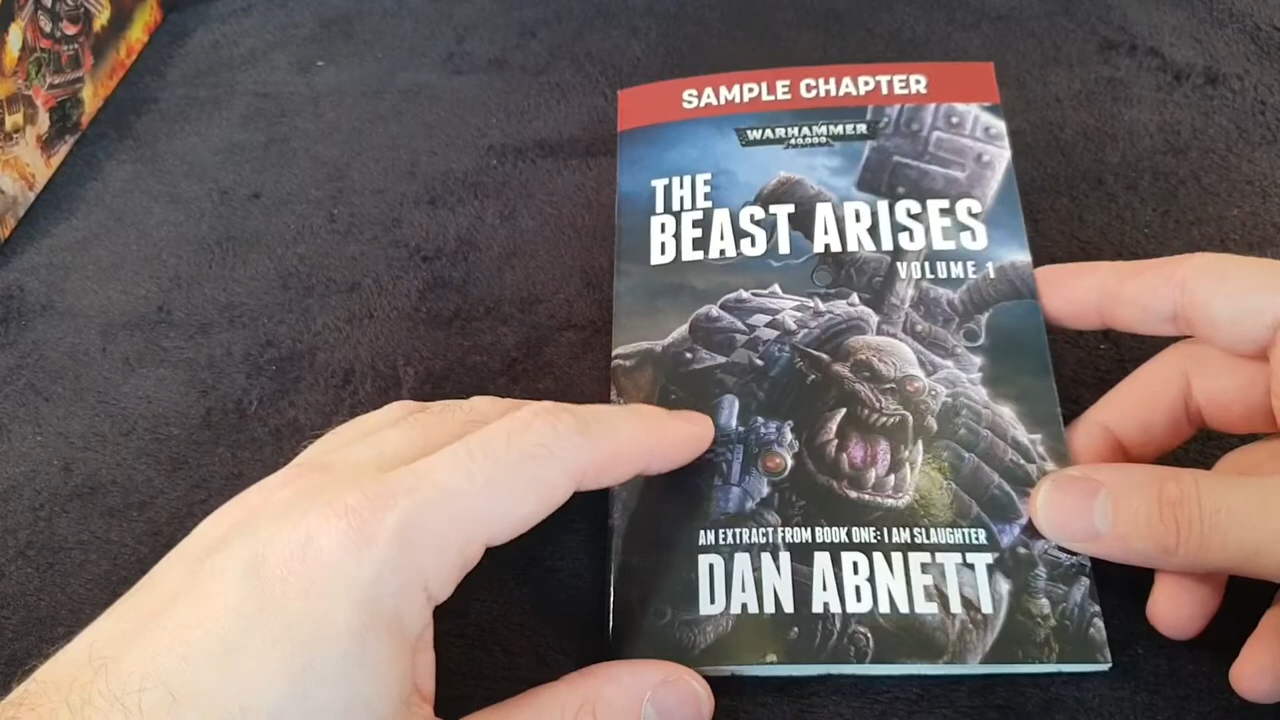 SAMPLE CHAPTER
WARHAMMER
40,000
THE
BEAST ARISES
VOLUME 1
AN EXTRACT FROM BOOK ONE: I AM SLAUGHTER
DAN ABNETT